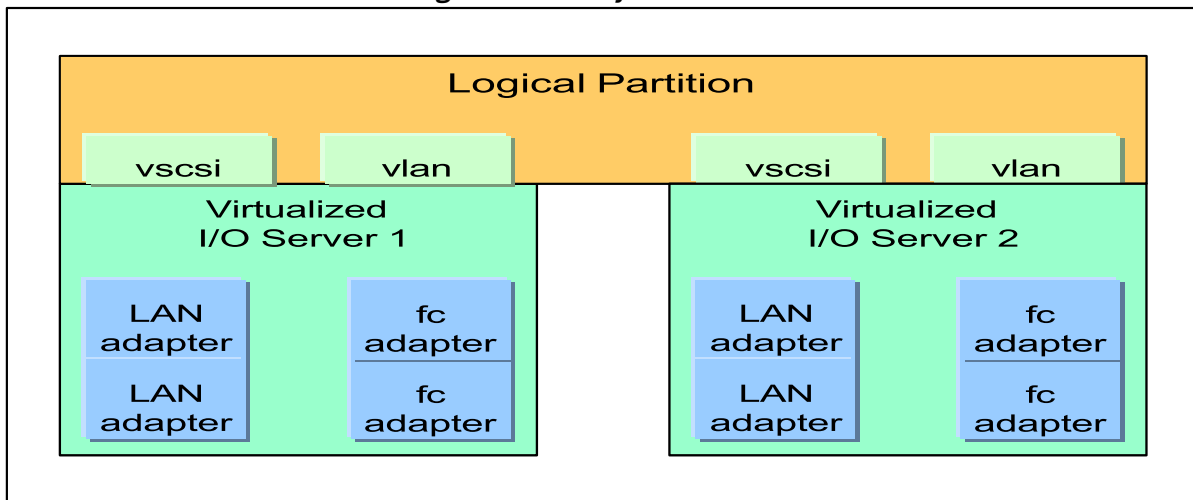 Logical Partition
vscsi
vlan
vscsi
vlan
Virtualized
I/O Server 1
Virtualized
I/O Server 2
LAN
adapter
fc
adapter
LAN
adapter
fc
adapter
LAN
adapter
fc
adapter
LAN
adapter
fc
adapter